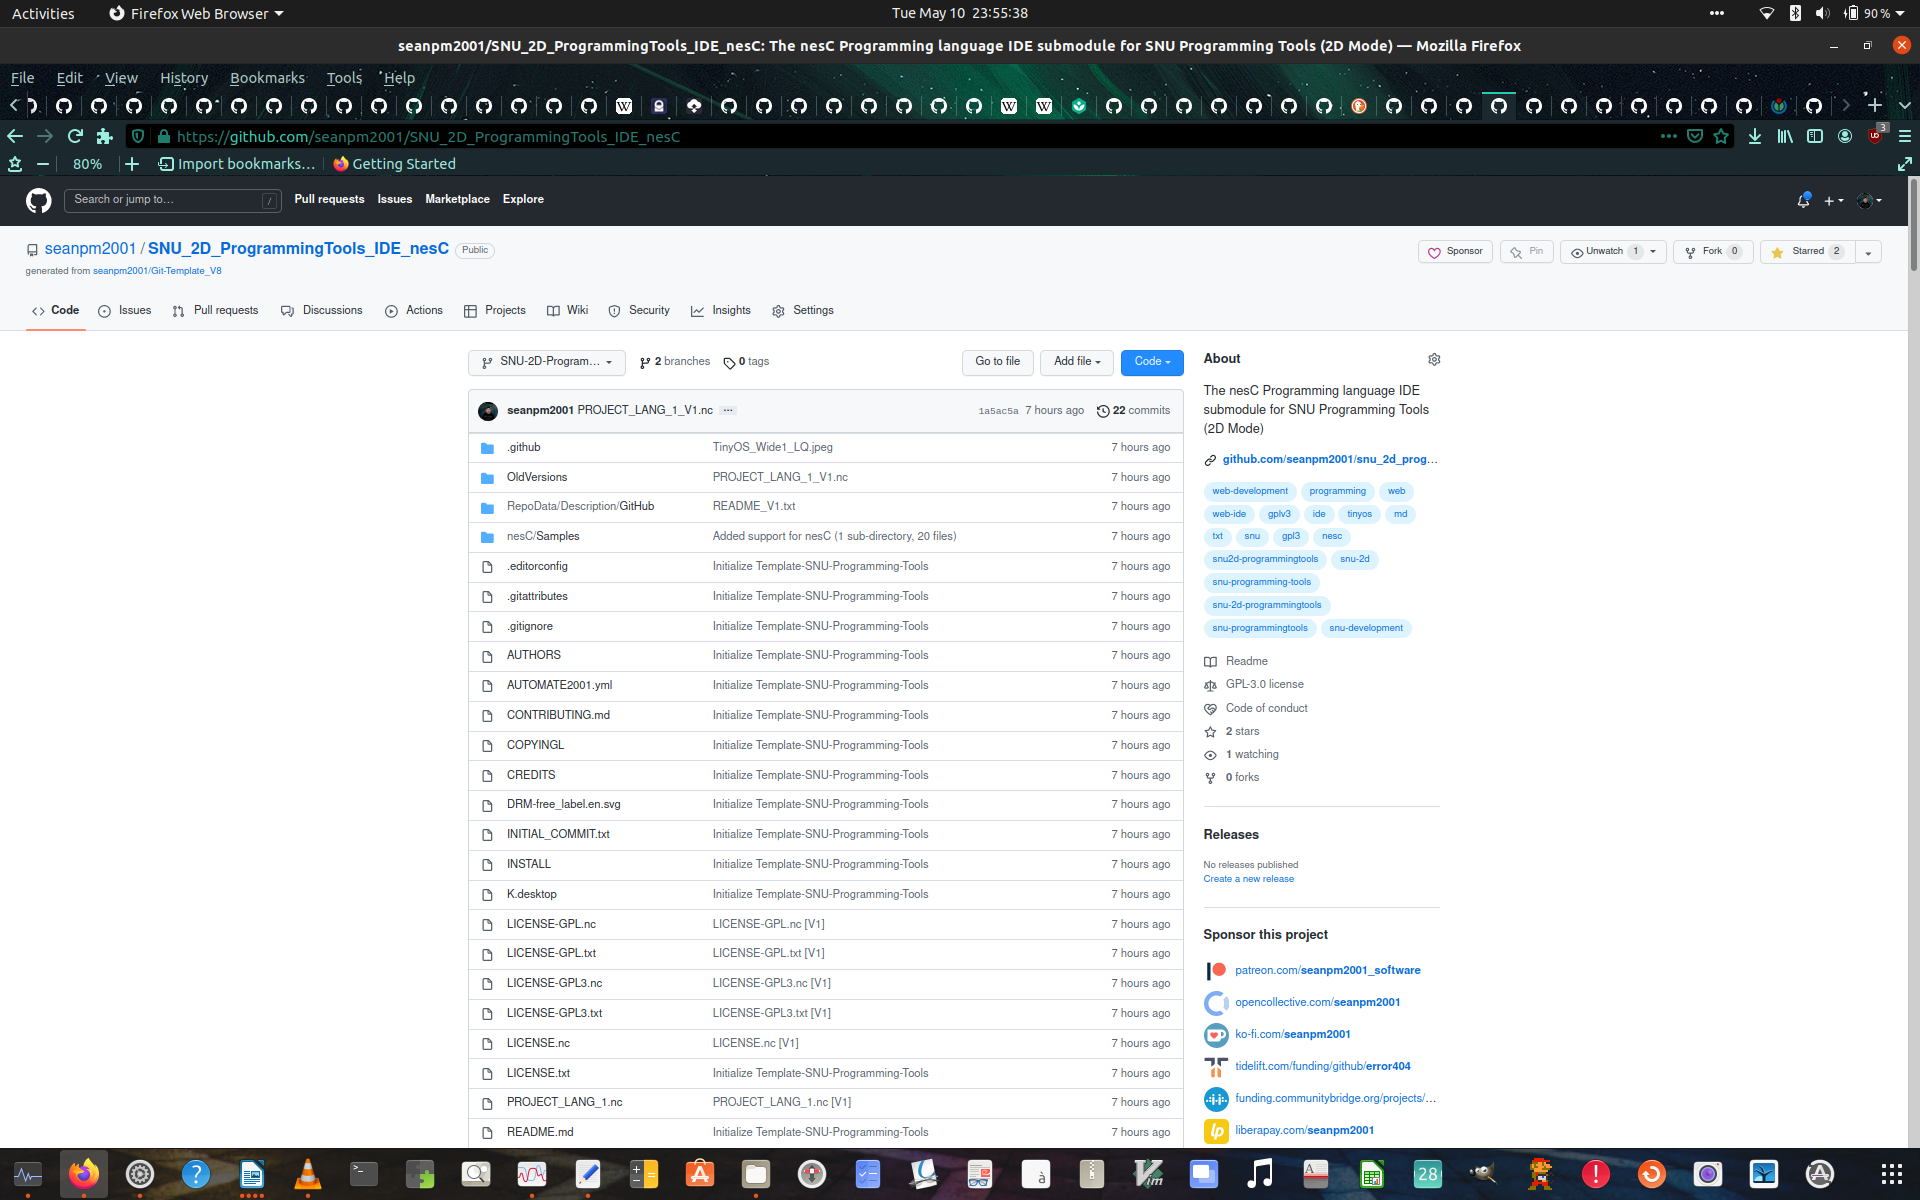 Activities
Firefox Web Browser
Tue May 10 23:55:38
90 %
seanpm2001/SNU_2D_ProgrammingTools_IDE_nesC: The nesC Programming language IDE submodule for SNU Programming Tools (2D Mode) — Mozilla Firefox
File Edit View History Bookmarks Tools Help
https://github.com/seanpm2001/SNU_2D_ProgrammingTools_IDE_nesC
3
80%
Import bookmarks...
Getting Started
Search or jump to...
/
Pull requests Issues Marketplace Explore
seanpm2001 / SNU_2D_ProgrammingTools_IDE_nesC Public
generated from seanpm2001/Git-Template_V8
Sponsor
Pin
Unwatch 1
Fork 0
Starred 2
Code Issues Pull requests Discussions Actions Projects Wiki Security Insights Settings
SNU-2D-Program...
2 branches
0 tags
Go to file
Add file
Code
seanpm2001 PROJECT_LANG_1_V1.nc ... 1a5ac5a 7 hours ago 22 commits
.github TinyOS_Wide1_LQ.jpeg 7 hours ago
OldVersions PROJECT_LANG_1_V1.nc 7 hours ago
RepoData/Description/GitHub README_V1.txt 7 hours ago
nesC/Samples Added support for nesC (1 sub-directory, 20 files) 7 hours ago
.editorconfig Initialize Template-SNU-Programming-Tools 7 hours ago
.gitattributes Initialize Template-SNU-Programming-Tools 7 hours ago
.gitignore Initialize Template-SNU-Programming-Tools 7 hours ago
AUTHORS Initialize Template-SNU-Programming-Tools 7 hours ago
AUTOMATE2001.yml Initialize Template-SNU-Programming-Tools 7 hours ago
CONTRIBUTING.md Initialize Template-SNU-Programming-Tools 7 hours ago
COPYINGL Initialize Template-SNU-Programming-Tools 7 hours ago
CREDITS Initialize Template-SNU-Programming-Tools 7 hours ago
DRM-free_label.en.svg Initialize Template-SNU-Programming-Tools 7 hours ago
INITIAL_COMMIT.txt Initialize Template-SNU-Programming-Tools 7 hours ago
INSTALL Initialize Template-SNU-Programming-Tools 7 hours ago
K.desktop Initialize Template-SNU-Programming-Tools 7 hours ago
LICENSE-GPL.nc LICENSE-GPL.nc [V1] 7 hours ago
LICENSE-GPL.txt LICENSE-GPL.txt [V1] 7 hours ago
LICENSE-GPL3.nc LICENSE-GPL3.nc [V1] 7 hours ago
LICENSE-GPL3.txt LICENSE-GPL3.txt [V1] 7 hours ago
LICENSE.nc LICENSE.nc [V1] 7 hours ago
LICENSE.txt Initialize Template-SNU-Programming-Tools 7 hours ago
PROJECT_LANG_1.nc PROJECT_LANG_1.nc [V1] 7 hours ago
README.md Initialize Template-SNU-Programming-Tools 7 hours ago
About
The nesC Programming language IDE
submodule for SNU Programming Tools
(2D Mode)
github.com/seanpm2001/snu_2d_prog...
web-development programming web
web-ide gplv3 ide tinyos md
txt snu gpl3 nesc
snu2d-programmingtools snu-2d
snu-programming-tools
snu-2d-programmingtools
snu-programmingtools snu-development
Readme
GPL-3.0 license
Code of conduct
2 stars
1 watching
0 forks
Releases
No releases published
Create a new release
Sponsor this project
patreon.com/seanpm2001_software
opencollective.com/seanpm2001
ko-fi.com/seanpm2001
tidelift.com/funding/github/error404
funding.communitybridge.org/projects/...
liberapay.com/seanpm2001
28